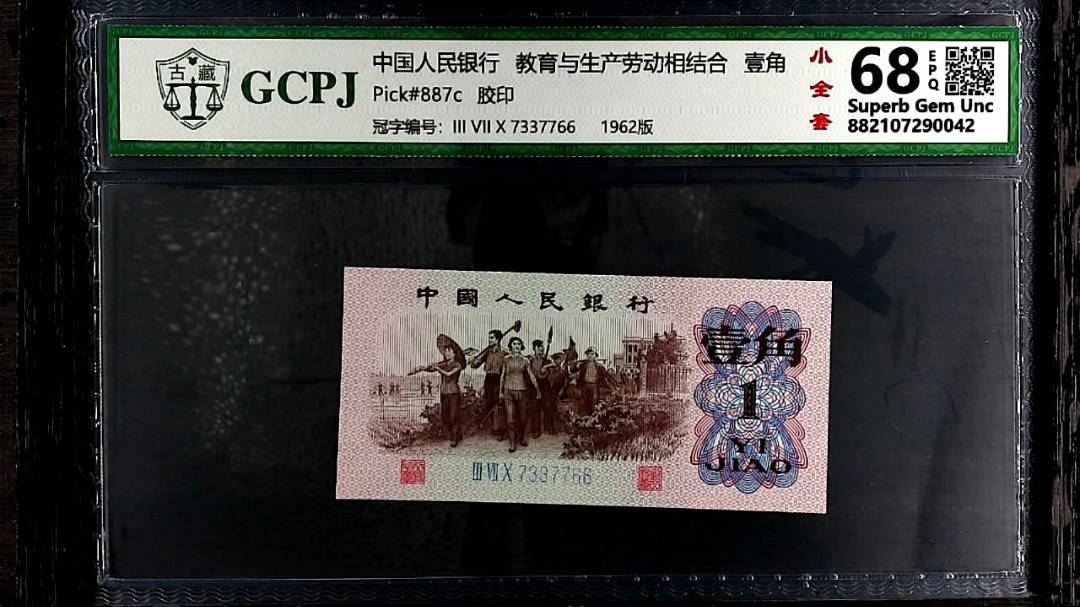 古藏
GCPJ
中国人民银行 教育与生产劳动相结合 壹角
Pick#887c 胶印
冠字编号: III VII X 7337766 1962版
小全套
68
EPQ
Superb Gem Unc
882107290042
中國人民銀行
壹角
1
YI
JIAO
III VII X 7337766